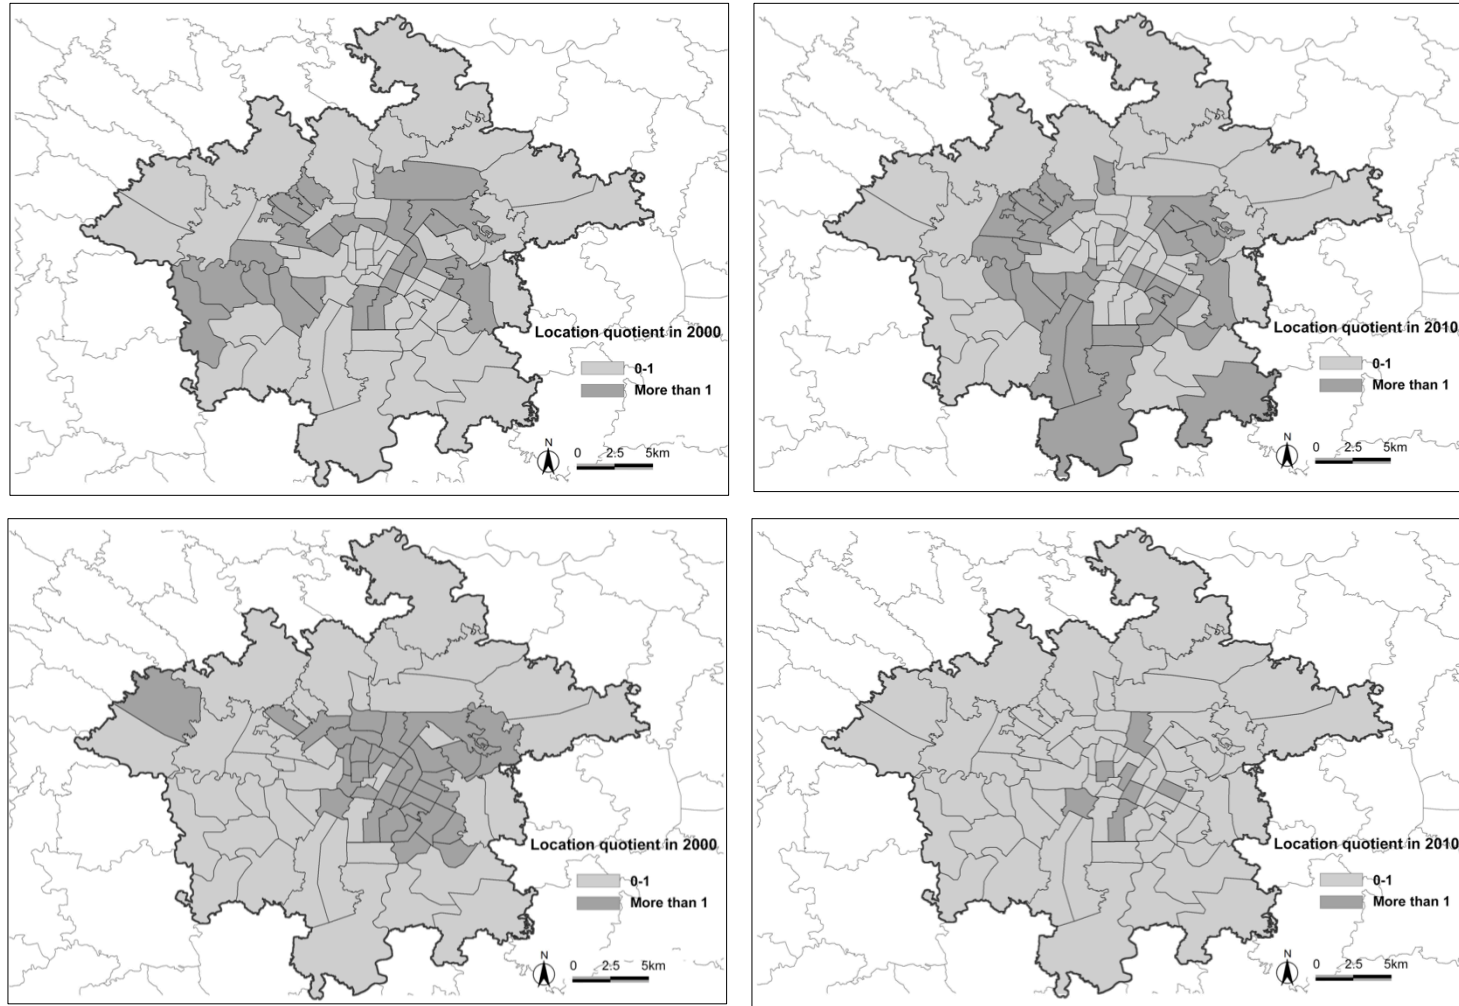 Location quotient in 2000
0-1
More than 1
N
0 2.5 5km
Location quotient in 2010
0-1
More than 1
N
0 2.5 5km
Location quotient in 2000
0-1
More than 1
N
0 2.5 5km
Location quotient in 2010
0-1
More than 1
N
0 2.5 5km